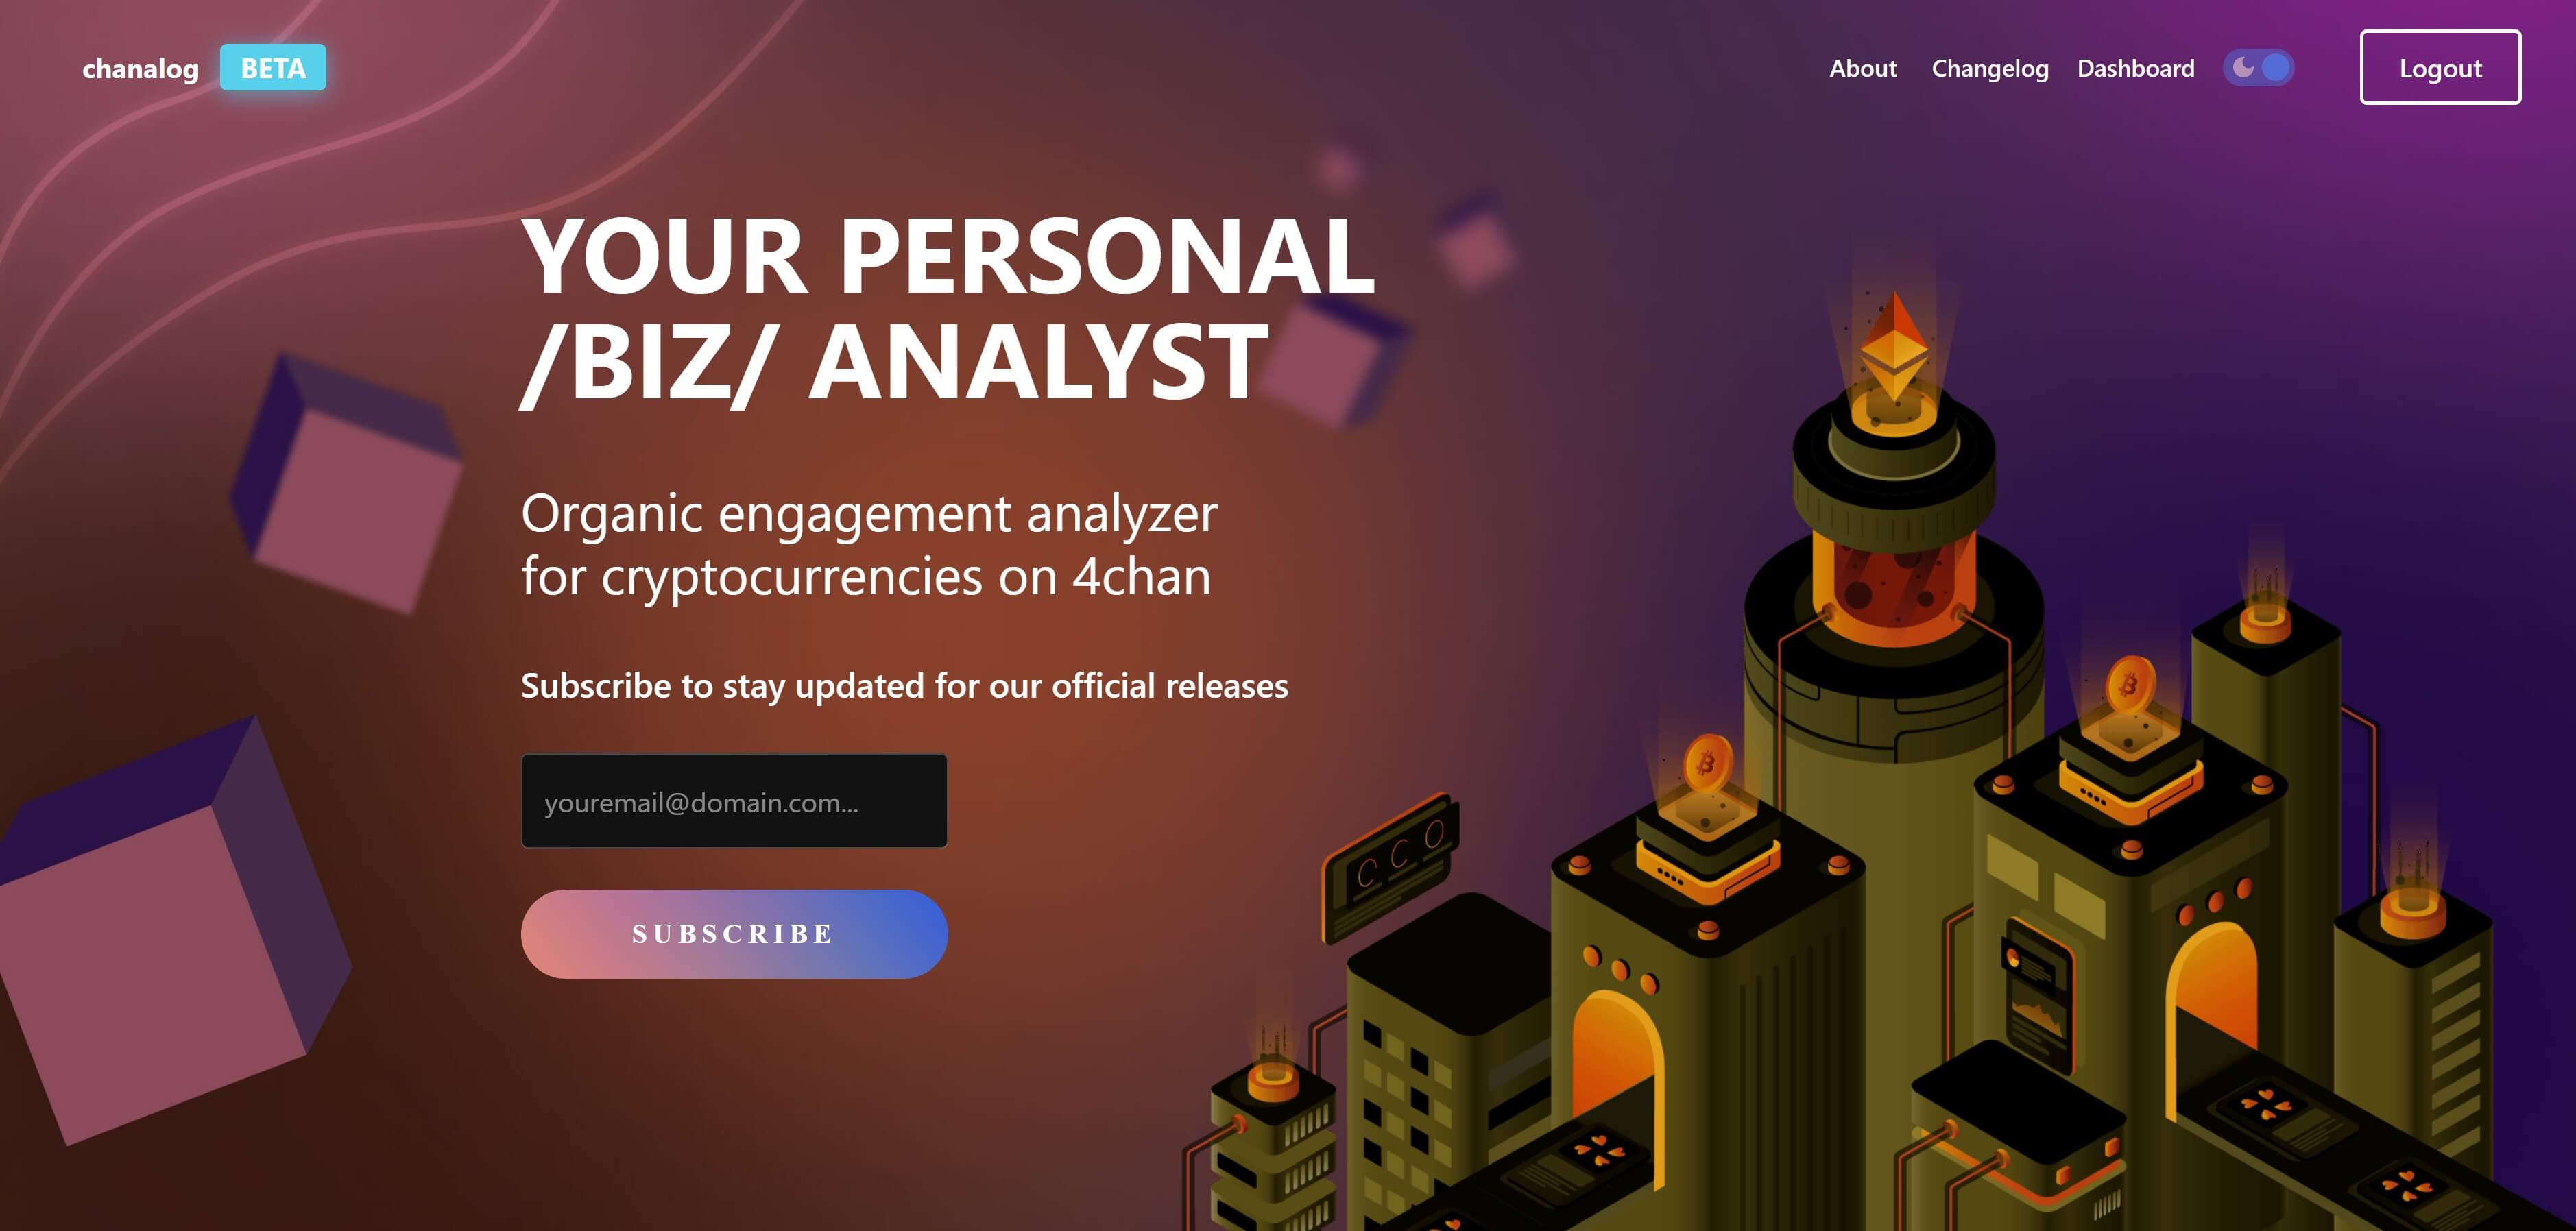 chanalog BETA
About Changelog Dashboard Logout
YOUR PERSONAL
/BIZ/ ANALYST
Organic engagement analyzer
for cryptocurrencies on 4chan
Subscribe to stay updated for our official releases
youremail@domain.com...
SUBSCRIBE
C C O